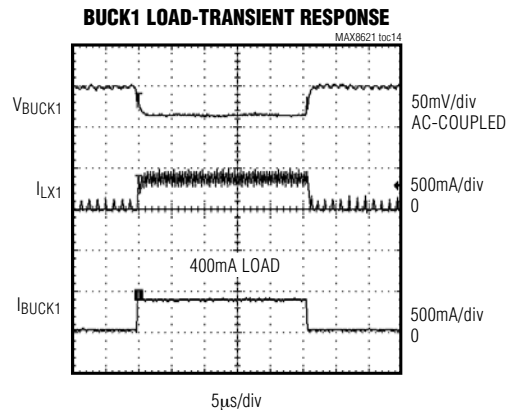 BUCK1 LOAD-TRANSIENT RESPONSE
MAX8621 toc14
VBUCK1
50mV/div
AC-COUPLED
ILX1
500mA/div
0
400mA LOAD
IBUCK1
500mA/div
0
5μs/div